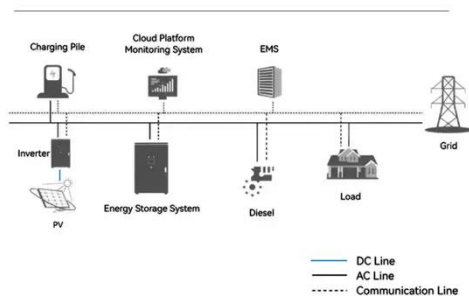 Charging Pile
Cloud Platform
Monitoring System
EMS
Inverter
Grid
PV
Energy Storage System
Diesel
Load
DC Line
AC Line
Communication Line